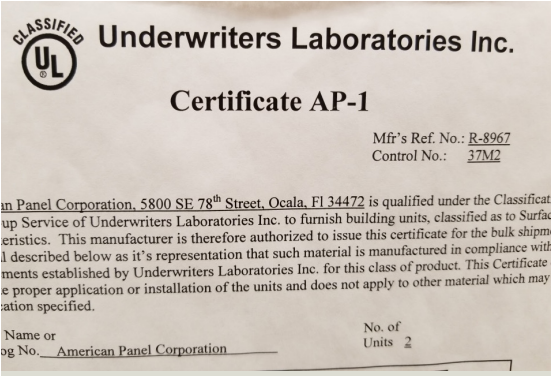 CLASSIFIED
UL
®
Underwriters Laboratories Inc.
Certificate AP-1
Mfr's Ref. No.: R-8967
Control No.: 37M2
an Panel Corporation, 5800 SE 78th Street, Ocala, Fl 34472 is qualified under the Classificat
up Service of Underwriters Laboratories Inc. to furnish building units, classified as to Surfac
eristics. This manufacturer is therefore authorized to issue this certificate for the bulk shipm
l described below as it's representation that such material is manufactured in compliance with
ments established by Underwriters Laboratories Inc. for this class of product. This Certificate
e proper application or installation of the units and does not apply to other material which may
cation specified.
Name or
og No. American Panel Corporation
No. of
Units 2